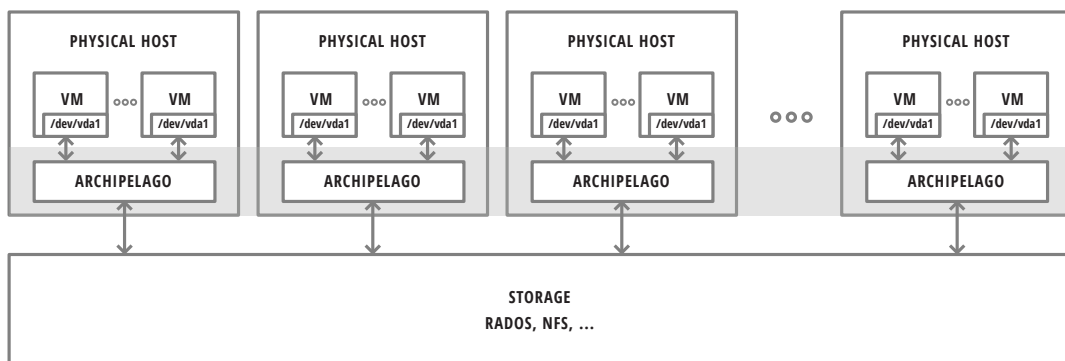 PHYSICAL HOST PHYSICAL HOST PHYSICAL HOST PHYSICAL HOST
VM VM VM VM VM VM VM VM
/dev/vda1 /dev/vda1 /dev/vda1 /dev/vda1 /dev/vda1 /dev/vda1 /dev/vda1 /dev/vda1
ARCHIPELAGO ARCHIPELAGO ARCHIPELAGO ARCHIPELAGO
STORAGE
RADOS, NFS, ...